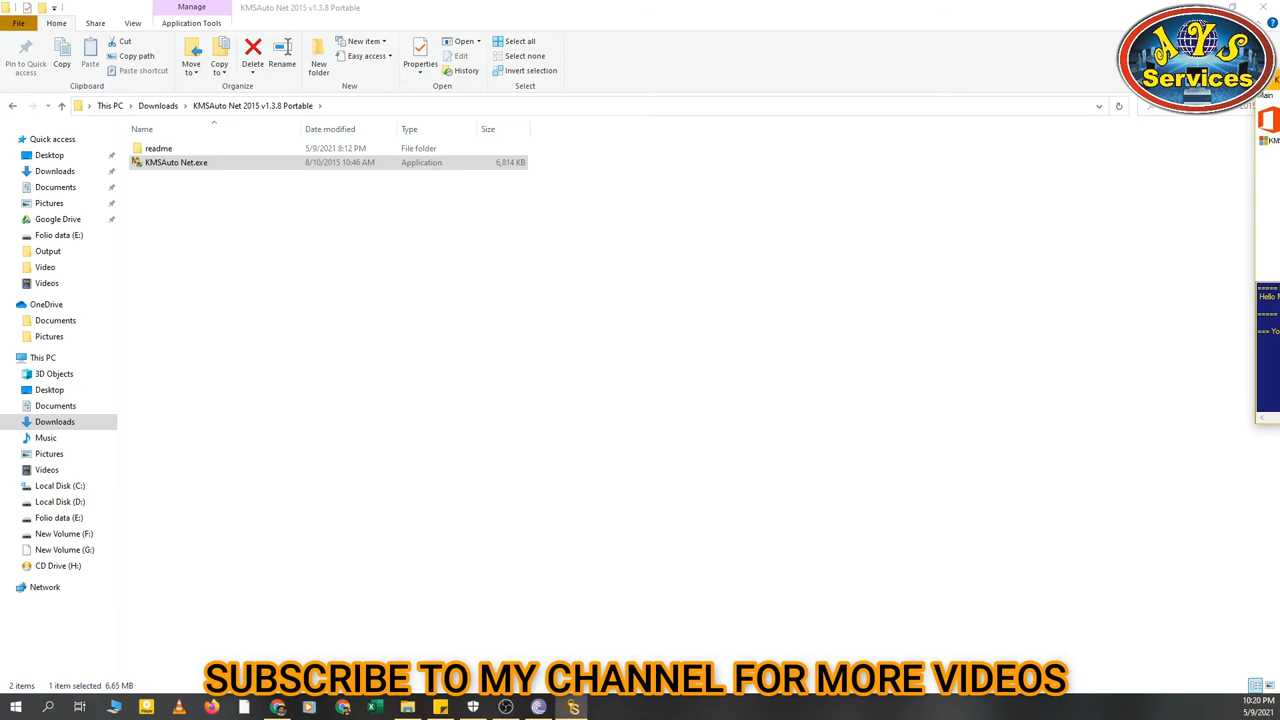 Manage
KMSAuto Net 2015 v1.3.8 Portable
File
Home
Share
View
Application Tools
Pin to Quick
access
Copy
Paste
Cut
Copy path
Paste shortcut
Clipboard
Move
to
Copy
to
Delete
Rename
Organize
New
folder
New item
Easy access
New
Properties
Open
Edit
History
Open
Select all
Select none
Invert selection
Select
AYS
Services
This PC > Downloads > KMSAuto Net 2015 v1.3.8 Portable >
Main
Name Date modified Type Size
readme 5/9/2021 8:12 PM File folder
KMSAuto Net.exe 8/10/2015 10:46 AM Application 6,814 KB
Quick access
Desktop
Downloads
Documents
Pictures
Google Drive
Folio data (E:)
Output
Video
Videos
OneDrive
Documents
Pictures
This PC
3D Objects
Desktop
Documents
Downloads
Music
Pictures
Videos
Local Disk (C:)
Local Disk (D:)
Folio data (E:)
New Volume (F:)
New Volume (G:)
CD Drive (H:)
Network
KMS
=====
Hello
=====
=== Yo
2 items 1 item selected 6.65 MB
SUBSCRIBE TO MY CHANNEL FOR MORE VIDEOS
10:20 PM
5/9/2021